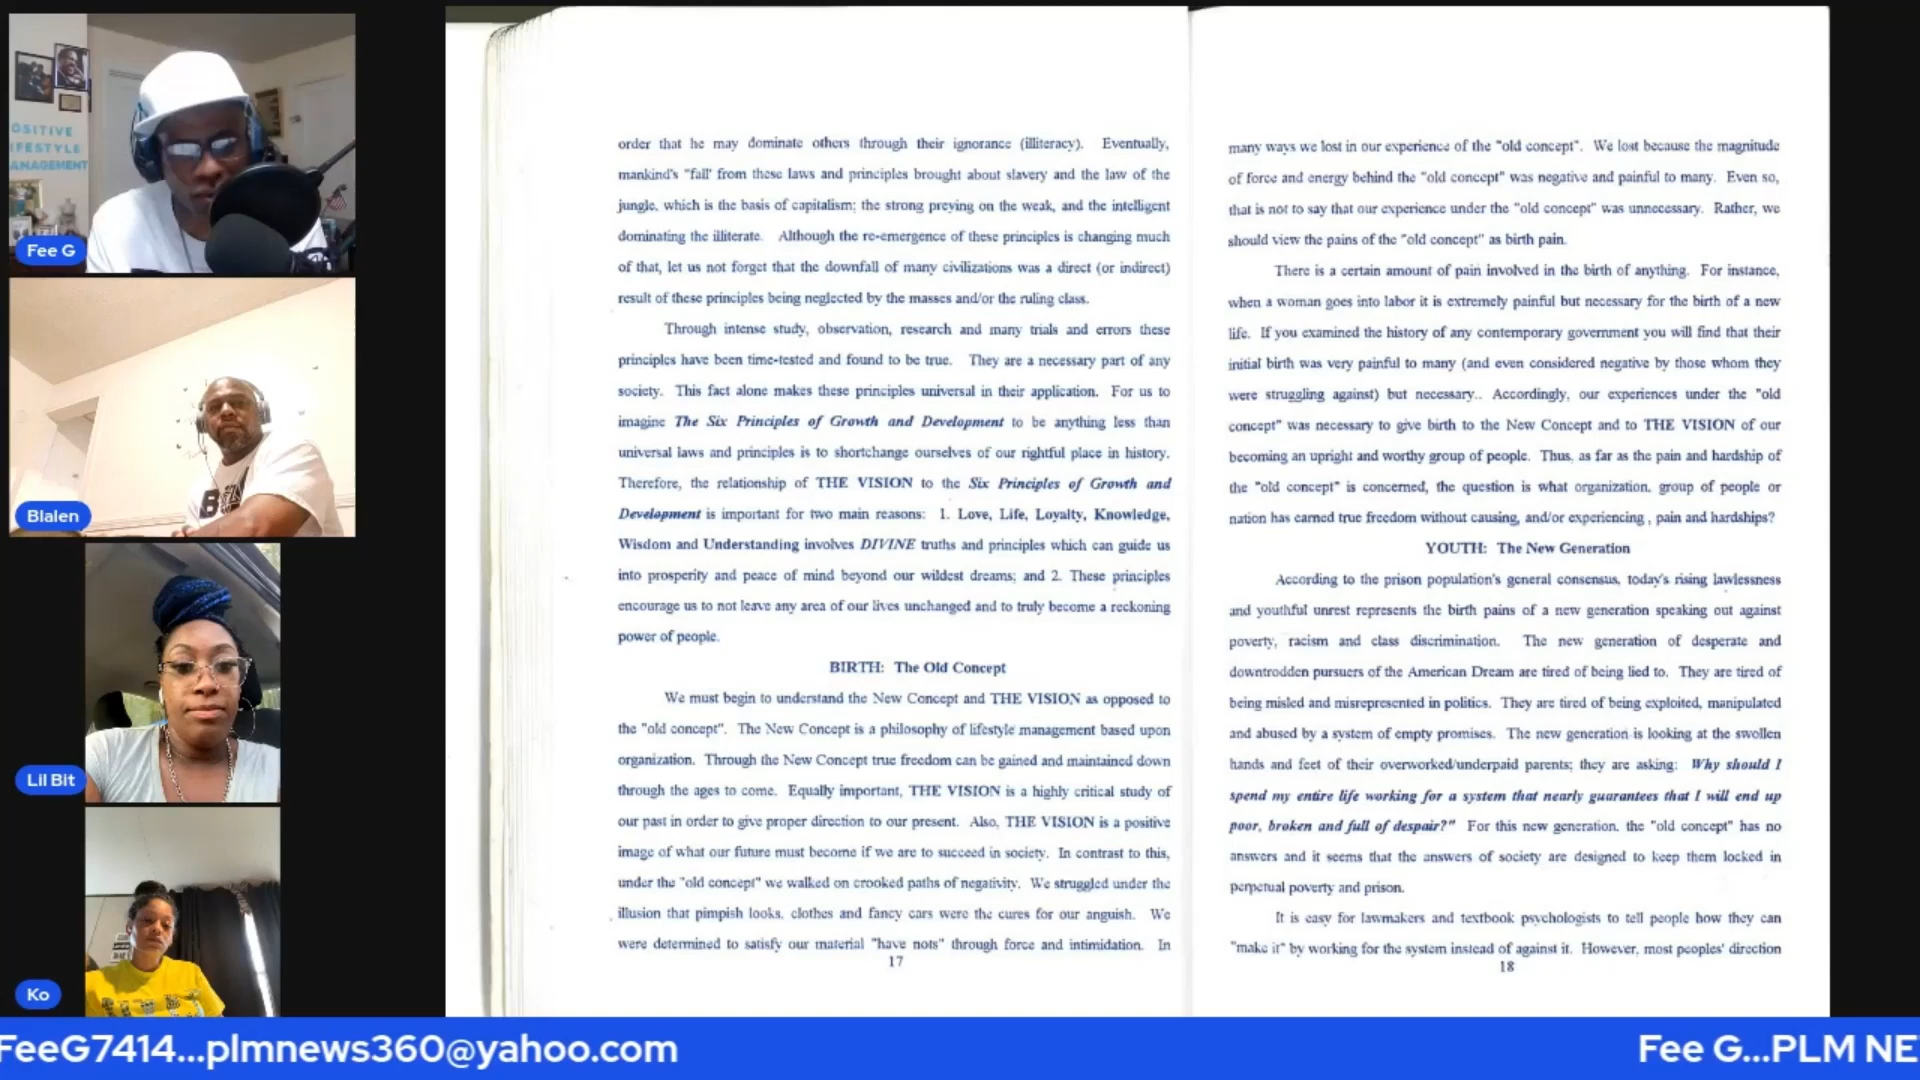 OSITIVE
IFESTYLE
ANAGEMENT
Fee G
Blalen
Lil Bit
Ko
order that he may dominate others through their ignorance (illiteracy). Eventually,
mankind's "fall' from these laws and principles brought about slavery and the law of the
jungle, which is the basis of capitalism; the strong preying on the weak, and the intelligent
dominating the illiterate. Although the re-emergence of these principles is changing much
of that, let us not forget that the downfall of many civilizations was a direct (or indirect)
result of these principles being neglected by the masses and/or the ruling class.
Through intense study, observation, research and many trials and errors these
principles have been time-tested and found to be true. They are a necessary part of any
society. This fact alone makes these principles universal in their application. For us to
imagine The Six Principles of Growth and Development to be anything less than
universal laws and principles is to shortchange ourselves of our rightful place in history.
Therefore, the relationship of THE VISION to the Six Principles of Growth and
Development is important for two main reasons: 1. Love, Life, Loyalty, Knowledge,
Wisdom and Understanding involves DIVINE truths and principles which can guide us
into prosperity and peace of mind beyond our wildest dreams; and 2. These principles
encourage us to not leave any area of our lives unchanged and to truly become a reckoning
power of people.
BIRTH: The Old Concept
We must begin to understand the New Concept and THE VISION as opposed to
the "old concept". The New Concept is a philosophy of lifestyle management based upon
organization. Through the New Concept true freedom can be gained and maintained down
through the ages to come. Equally important, THE VISION is a highly critical study of
our past in order to give proper direction to our present. Also, THE VISION is a positive
image of what our future must become if we are to succeed in society. In contrast to this,
under the "old concept" we walked on crooked paths of negativity. We struggled under the
illusion that pimpish looks, clothes and fancy cars were the cures for our anguish. We
were determined to satisfy our material "have nots" through force and intimidation. In
17
many ways we lost in our experience of the "old concept". We lost because the magnitude
of force and energy behind the "old concept" was negative and painful to many. Even so,
that is not to say that our experience under the "old concept" was unnecessary. Rather, we
should view the pains of the "old concept" as birth pain.
There is a certain amount of pain involved in the birth of anything. For instance,
when a woman goes into labor it is extremely painful but necessary for the birth of a new
life. If you examined the history of any contemporary government you will find that their
initial birth was very painful to many (and even considered negative by those whom they
were struggling against) but necessary.. Accordingly, our experiences under the "old
concept" was necessary to give birth to the New Concept and to THE VISION of our
becoming an upright and worthy group of people. Thus, as far as the pain and hardship of
the "old concept" is concerned, the question is what organization, group of people or
nation has earned true freedom without causing, and/or experiencing, pain and hardships?
YOUTH: The New Generation
According to the prison population's general consensus, today's rising lawlessness
and youthful unrest represents the birth pains of a new generation speaking out against
poverty, racism and class discrimination. The new generation of desperate and
downtrodden pursuers of the American Dream are tired of being lied to. They are tired of
being misled and misrepresented in politics. They are tired of being exploited, manipulated
and abused by a system of empty promises. The new generation is looking at the swollen
hands and feet of their overworked/underpaid parents; they are asking: Why should I
spend my entire life working for a system that nearly guarantees that I will end up
poor, broken and full of despair?" For this new generation, the "old concept" has no
answers and it seems that the answers of society are designed to keep them locked in
perpetual poverty and prison.
It is easy for lawmakers and textbook psychologists to tell people how they can
"make it" by working for the system instead of against it. However, most peoples' direction
18
FeeG7414...plmnews360@yahoo.com
Fee G...PLM NE